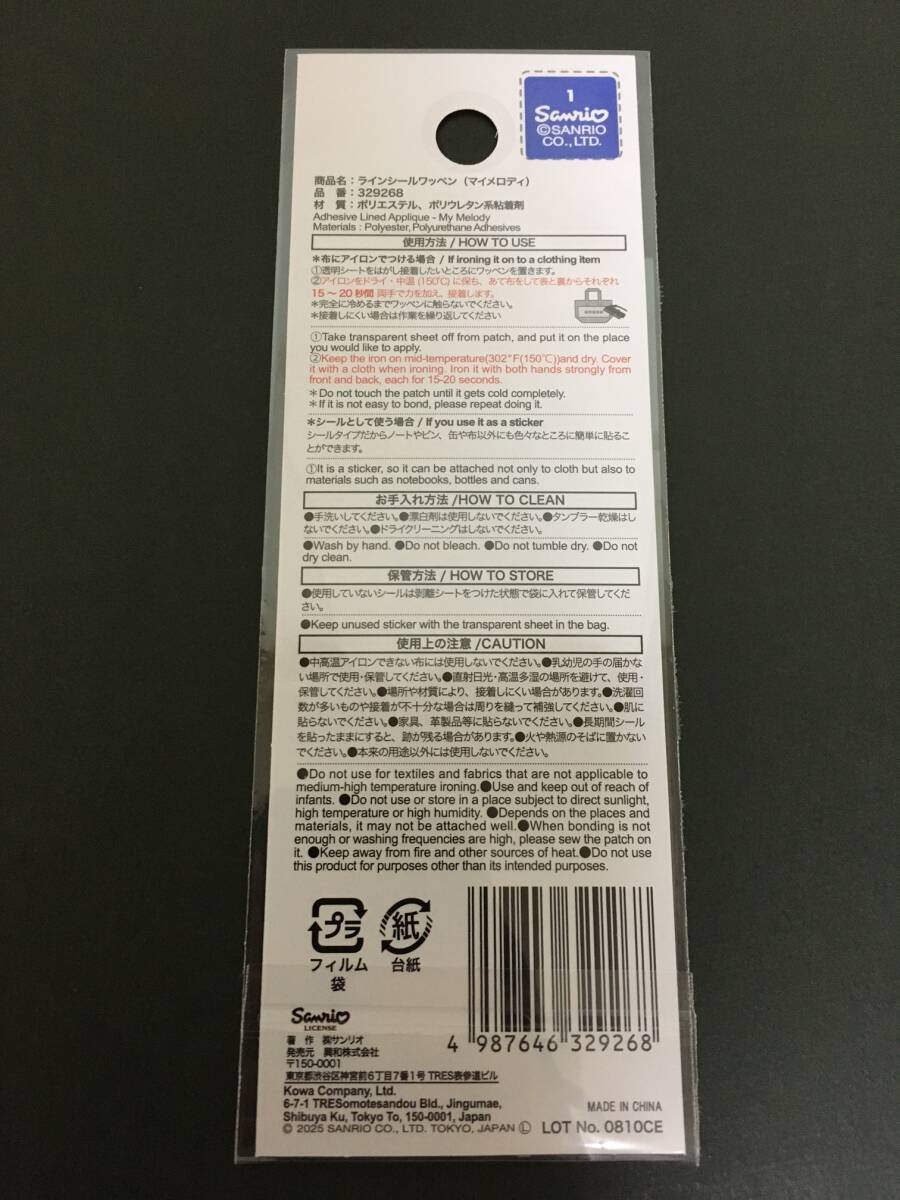 1
Sanrio
©SANRIO
CO.,LTD.
商品名：ラインシールワッペン（マイメロディ）
品　番：329268
材　質：ポリエステル、ポリウレタン系粘着剤
Adhesive Lined Applique - My Melody
Materials : Polyester, Polyurethane Adhesives
使用方法 / HOW TO USE
＊布にアイロンでつける場合 / If ironing it on to a clothing item
①透明シートをはがし接着したいところにワッペンを置きます。
②アイロンをドライ・中温(150℃)に保ち、あて布をして表と裏からそれぞれ
15～20秒間 両手で力を加え、接着します。
＊完全に冷めるまでワッペンに触らないでください。
＊接着しにくい場合は作業を繰り返してください
①Take transparent sheet off from patch, and put it on the place
you would like to apply.
②Keep the iron on mid-temperature(302°F(150℃))and dry. Cover
it with a cloth when ironing. Iron it with both hands strongly from
front and back, each for 15-20 seconds.
＊Do not touch the patch until it gets cold completely.
＊If it is not easy to bond, please repeat doing it.
＊シールとして使う場合 / If you use it as a sticker
シールタイプだからノートやビン、缶や布以外にも色々なところに簡単に貼るこ
とができます。
①It is a sticker, so it can be attached not only to cloth but also to
materials such as notebooks, bottles and cans.
お手入れ方法 /HOW TO CLEAN
●手洗いしてください。●漂白剤は使用しないでください。●タンブラー乾燥はし
ないでください。●ドライクリーニングはしないでください。
●Wash by hand. ●Do not bleach. ●Do not tumble dry. ●Do not
dry clean.
保管方法 / HOW TO STORE
●使用していないシールは剥離シートをつけた状態で袋に入れて保管してくだ
さい。
●Keep unused sticker with the transparent sheet in the bag.
使用上の注意 /CAUTION
●中高温アイロンできない布には使用しないでください。●乳幼児の手の届かな
い場所で使用・保管してください。●直射日光・高温多湿の場所を避けて、使用・
保管してください。●場所や材質により、接着しにくい場合があります。●洗濯回
数が多いものや接着が不十分な場合は周りを縫って補強してください。●肌に
貼らないでください。●家具、革製品等に貼らないでください。●長期間シール
を貼ったままにすると、跡が残る場合があります。●火や熱源のそばに置かない
でください。●本来の用途以外には使用しないでください。
●Do not use for textiles and fabrics that are not applicable to
medium-high temperature ironing.●Use and keep out of reach of
infants. ●Do not use or store in a place subject to direct sunlight,
high temperature or high humidity. ●Depends on the places and
materials, it may not be attached well.●When bonding is not
enough or washing frequencies are high, please sew the patch on
it. ●Keep away from fire and other sources of heat.●Do not use
this product for purposes other than its intended purposes.
プラ
フィルム
袋
紙
台紙
4 987646 329268
Sanrio
LICENSE
著 作　㈱サンリオ
発売元　興和株式会社
〒150-0001
東京都渋谷区神宮前6丁目7番1号 TRES表参道ビル
Kowa Company, Ltd.
6-7-1 TRESomotesandou Bld., Jingumae,
Shibuya Ku, Tokyo To, 150-0001, Japan
© 2025 SANRIO CO., LTD. TOKYO, JAPAN Ⓛ
MADE IN CHINA
LOT No. 0810CE